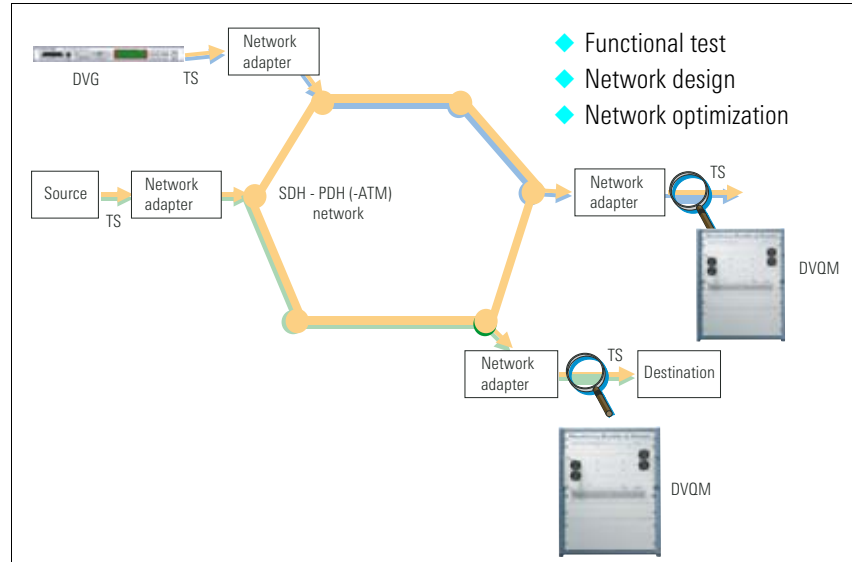 Network
adapter
DVG
TS
Functional test
Network design
Network optimization
Source
TS
Network
adapter
SDH - PDH (-ATM)
network
Network
adapter
TS
DVQM
Network
adapter
TS
Destination
DVQM